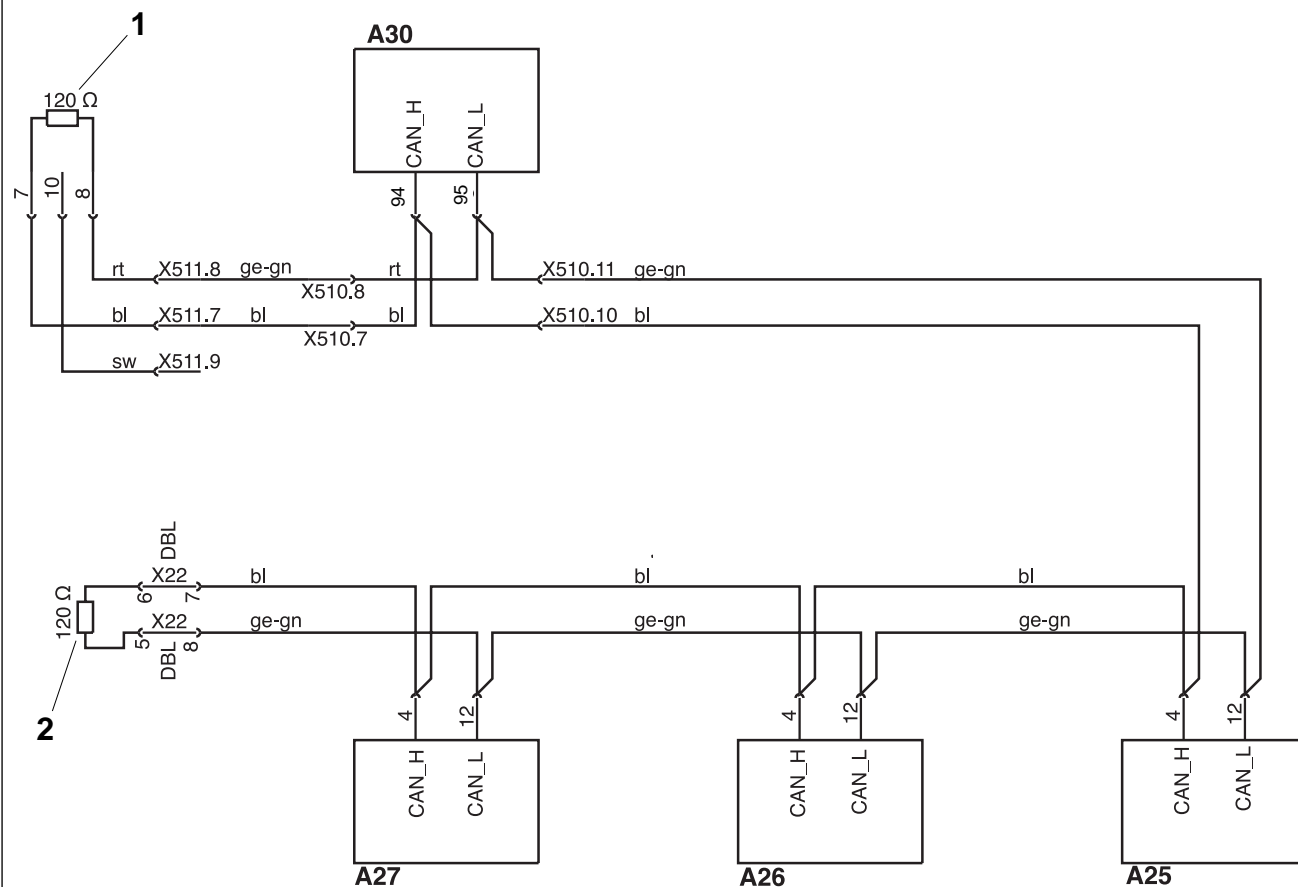 1
A30
120 Ω
CAN_H
CAN_L
7
10
8
94
95
rt
X511.8
ge-gn
X510.8
rt
X510.11
ge-gn
bl
X511.7
bl
X510.7
bl
X510.10
bl
sw
X511.9
DBL
X22
bl
bl
bl
6
7
120 Ω
X22
ge-gn
ge-gn
ge-gn
5
8
DBL
2
4
12
4
12
4
12
CAN_H
CAN_L
CAN_H
CAN_L
CAN_H
CAN_L
A27
A26
A25